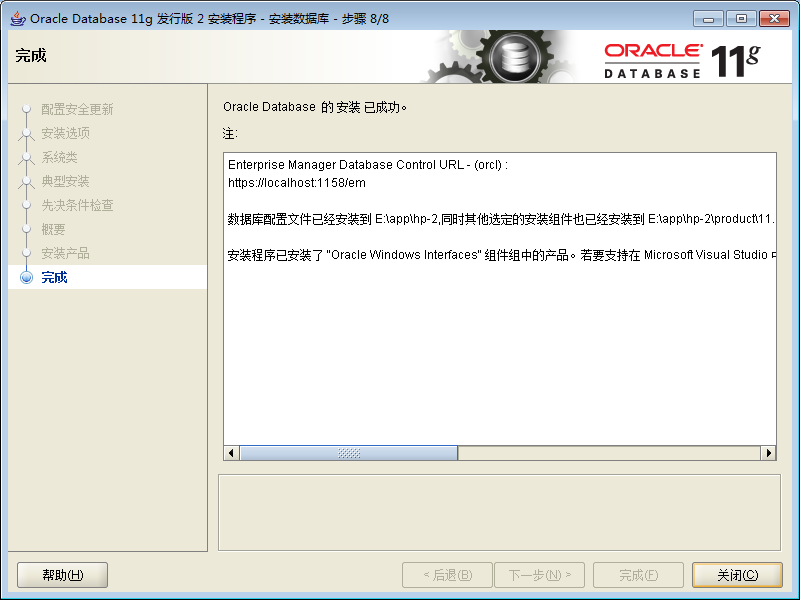 Oracle Database 11g 发行版 2 安装程序 - 安装数据库 - 步骤 8/8
完成
ORACLE
DATABASE 11g
配置安全更新
安装选项
系统类
典型安装
先决条件检查
概要
安装产品
完成
Oracle Database 的 安装 已成功。
注:
Enterprise Manager Database Control URL - (orcl) :
https://localhost:1158/em
数据库配置文件已经安装到 E:\app\hp-2,同时其他选定的安装组件也已经安装到 E:\app\hp-2\product\11.
安装程序已安装了 "Oracle Windows Interfaces" 组件组中的产品。若要支持在 Microsoft Visual Studio
帮助(H)
< 后退(B)
下一步(N) >
完成(F)
关闭(C)